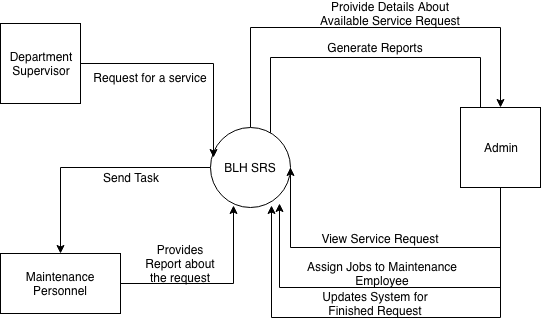 Provide Details About
Available Service Request
Generate Reports
Department
Supervisor
Request for a service
BLH SRS
Admin
Send Task
View Service Request
Provides
Report about
the request
Assign Jobs to Maintenance
Employee
Maintenance
Personnel
Updates System for
Finished Request